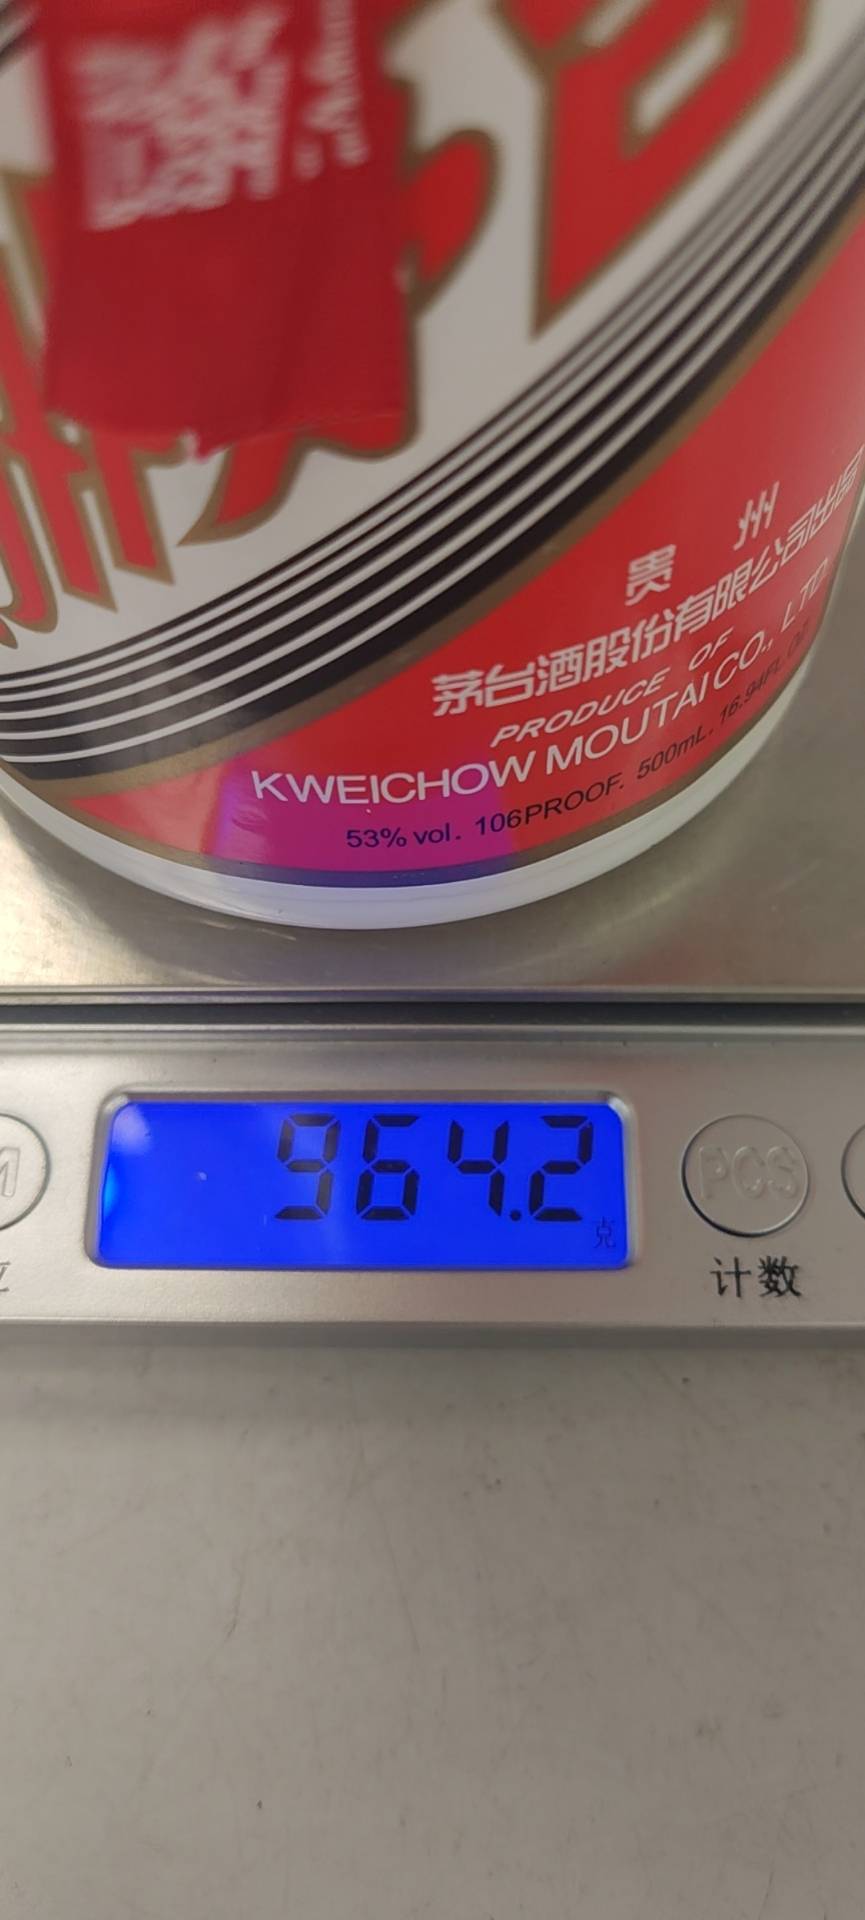 贵 州
茅台酒股份有限公司出品
PRODUCE OF
KWEICHOW MOUTAI CO., LTD.
53% vol. 106PROOF. 500mL. 16.94FL. OZ
964.2
克
PCS
计数